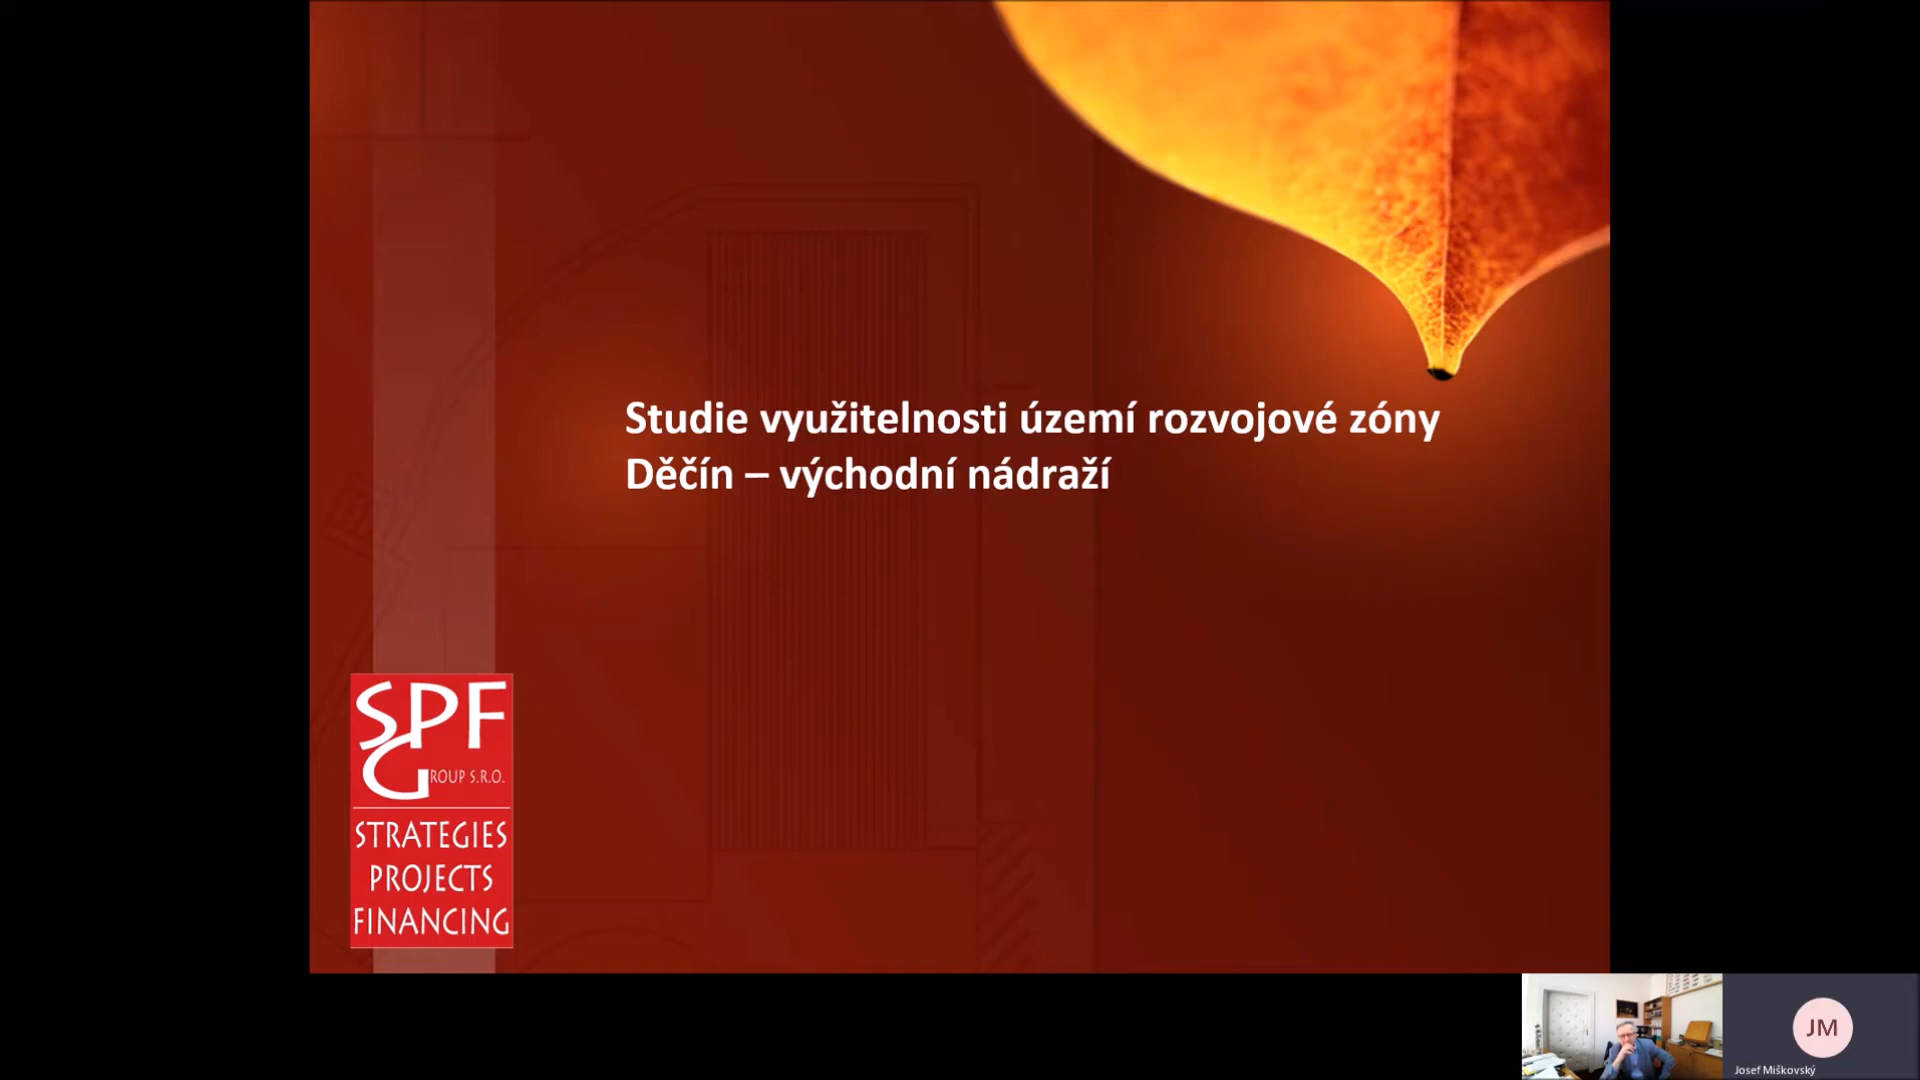 Studie využitelnosti území rozvojové zóny
Děčín – východní nádraží
SPF
GROUP S.R.O.
STRATEGIES
PROJECTS
FINANCING
JM
Josef Miškovský